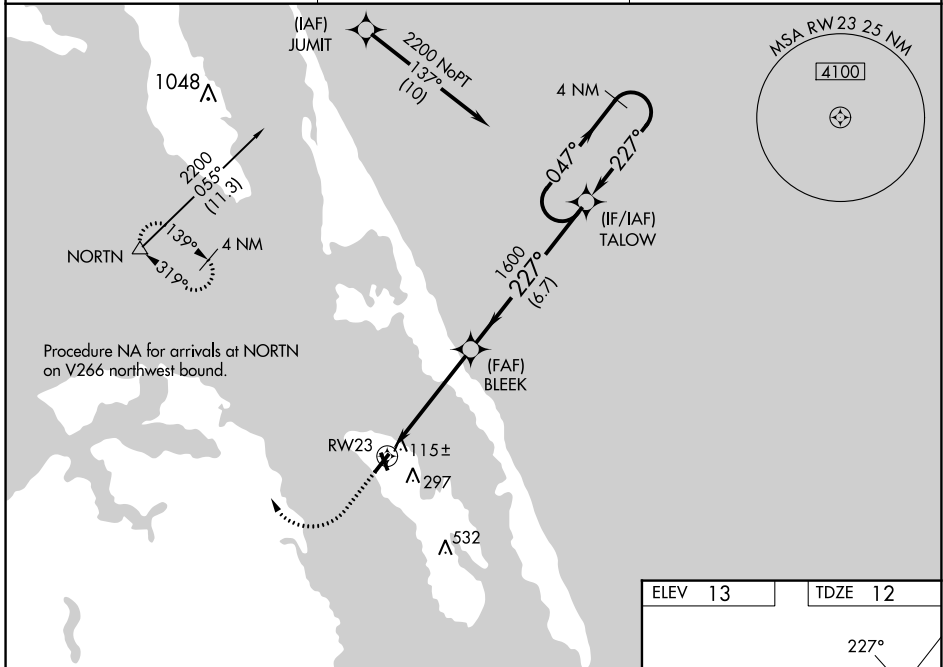 (IAF)
JUMIT
2200 NoPT
137°
(10)
MSA RW 23 25 NM
4100
1048
4 NM
047°
227°
2200
055°
(11.3)
(IF/IAF)
TALOW
139°
4 NM
NORTN
319°
1600
227°
(6.7)
Procedure NA for arrivals at NORTN
on V266 northwest bound.
(FAF)
BLEEK
RW23
115±
297
532
ELEV 13
TDZE 12
227°